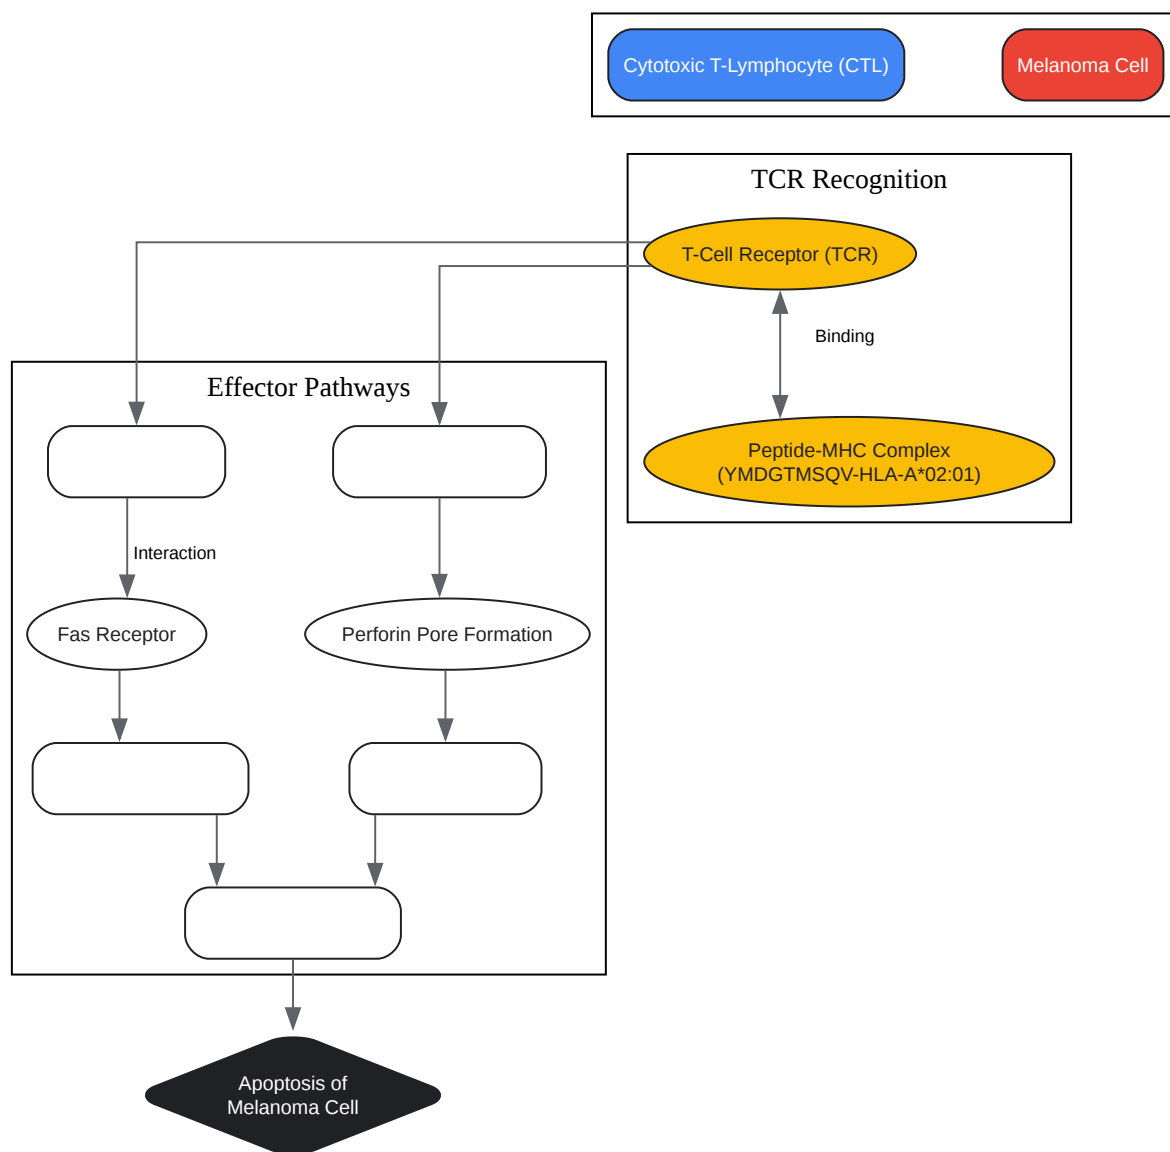 Cytotoxic T-Lymphocyte (CTL)
Melanoma Cell
TCR Recognition
T-Cell Receptor (TCR)
Binding
Peptide-MHC Complex
(YMDGTMSQV-HLA-A*02:01)
Effector Pathways
Interaction
Fas Receptor
Perforin Pore Formation
Apoptosis of
Melanoma Cell